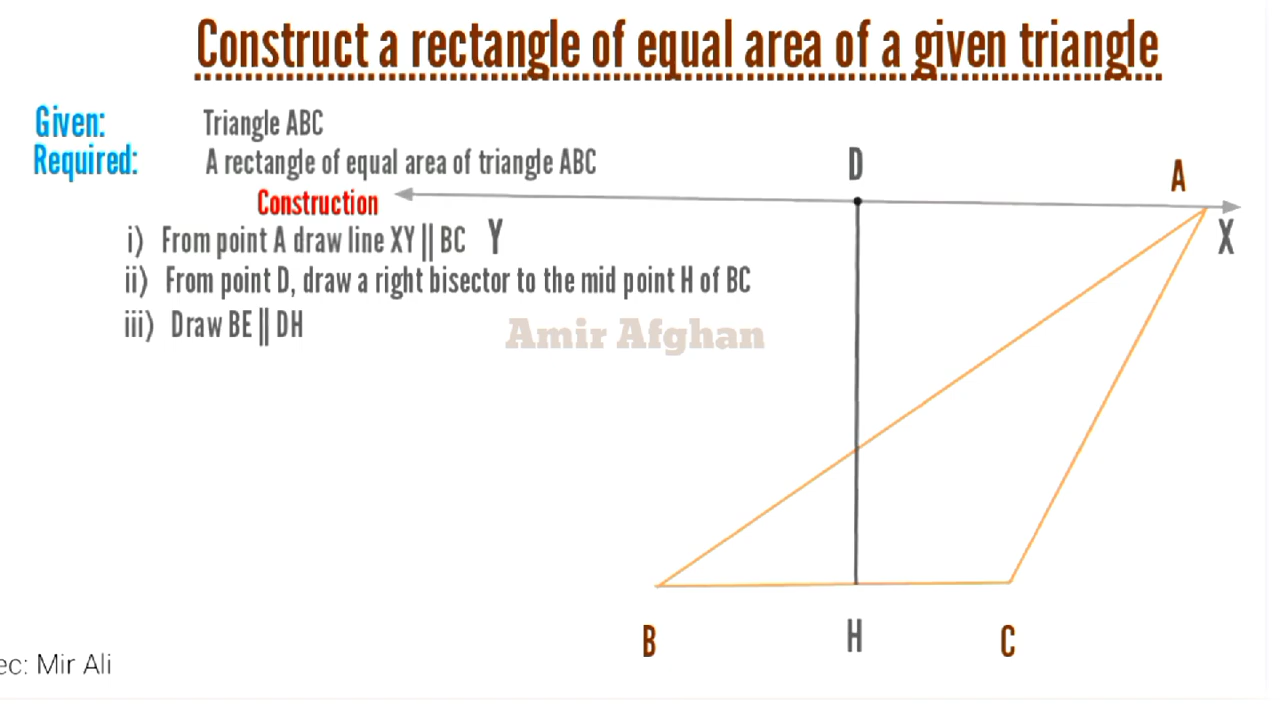 Construct a rectangle of equal area of a given triangle
Given: Triangle ABC
Required: A rectangle of equal area of triangle ABC
Construction
i) From point A draw line XY || BC
ii) From point D, draw a right bisector to the mid point H of BC
iii) Draw BE || DH
Amir Afghan
D
A
X
Y
B
H
C
ec: Mir Ali